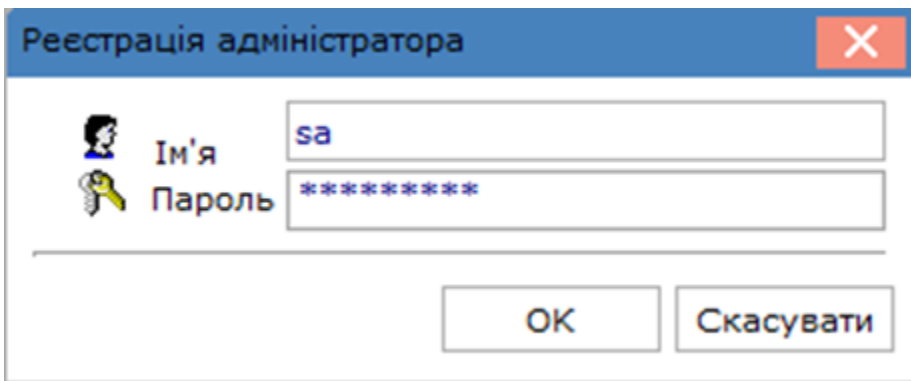 Реєстрація адміністратора
Ім'я sa
Пароль *********
OK Скасувати